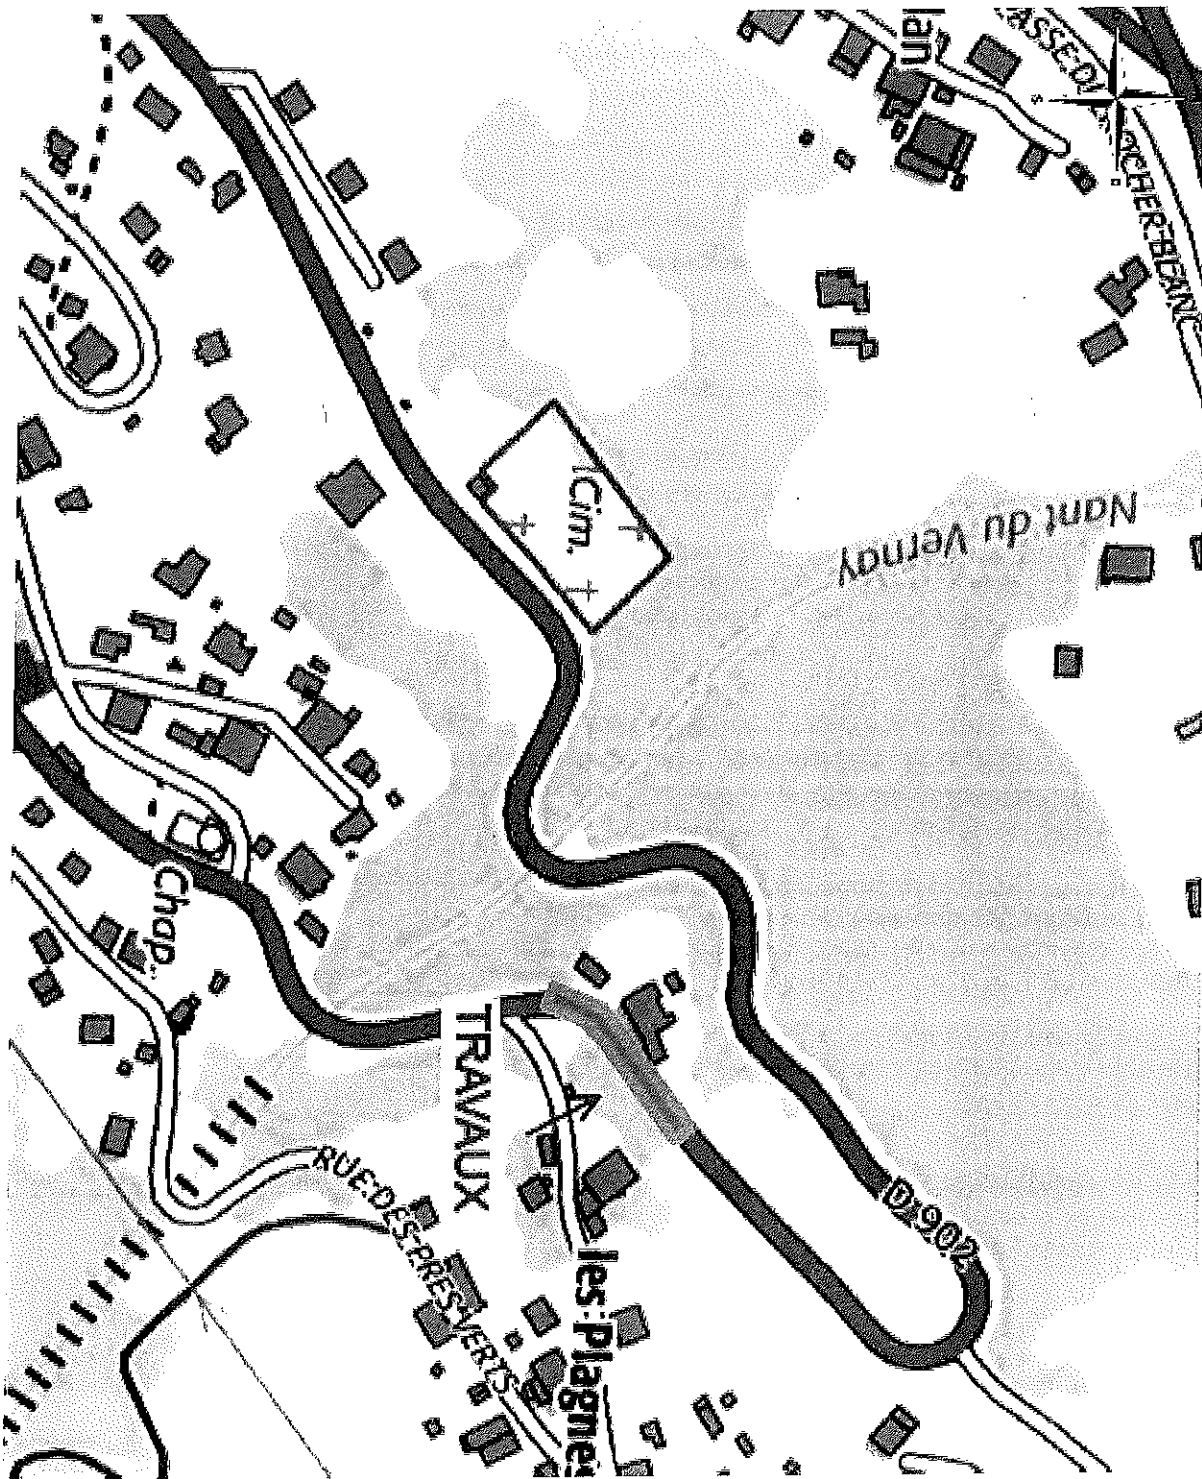 lan
Nant du Vernay
Cim.
Chap.
TRAVAUX
D:902
RUE:DES:PRES:VERTS
les:Plagnes